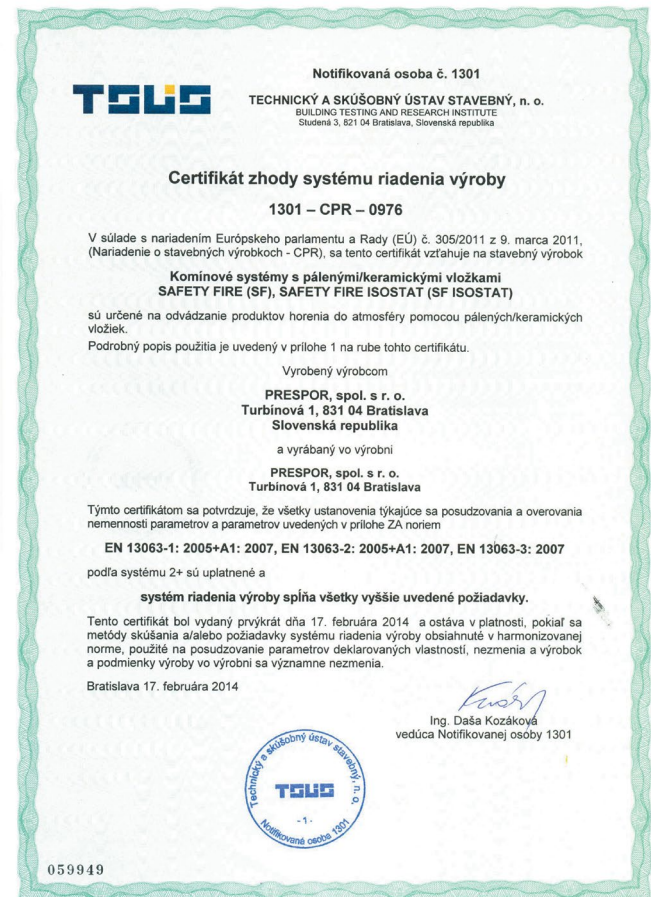 Notifikovaná osoba č. 1301
TSUS
TECHNICKÝ A SKÚŠOBNÝ ÚSTAV STAVEBNÝ, n. o.
BUILDING TESTING AND RESEARCH INSTITUTE
Studená 3, 821 04 Bratislava, Slovenská republika
Certifikát zhody systému riadenia výroby
1301 – CPR – 0976
V súlade s nariadením Európskeho parlamentu a Rady (EÚ) č. 305/2011 z 9. marca 2011,
(Nariadenie o stavebných výrobkoch - CPR), sa tento certifikát vzťahuje na stavebný výrobok
Komínové systémy s pálenými/keramickými vložkami
SAFETY FIRE (SF), SAFETY FIRE ISOSTAT (SF ISOSTAT)
sú určené na odvádzanie produktov horenia do atmosféry pomocou pálených/keramických
vložiek.
Podrobný popis použitia je uvedený v prílohe 1 na rube tohto certifikátu.
Vyrobený výrobcom
PRESPOR, spol. s r. o.
Turbínová 1, 831 04 Bratislava
Slovenská republika
a vyrábaný vo výrobni
PRESPOR, spol. s r. o.
Turbínová 1, 831 04 Bratislava
Týmto certifikátom sa potvrdzuje, že všetky ustanovenia týkajúce sa posudzovania a overovania
nemennosti parametrov a parametrov uvedených v prílohe ZA noriem
EN 13063-1: 2005+A1: 2007, EN 13063-2: 2005+A1: 2007, EN 13063-3: 2007
podľa systému 2+ sú uplatnené a
systém riadenia výroby spĺňa všetky vyššie uvedené požiadavky.
Tento certifikát bol vydaný prvýkrát dňa 17. februára 2014 a ostáva v platnosti, pokiaľ sa
metódy skúšania a/alebo požiadavky systému riadenia výroby obsiahnuté v harmonizovanej
norme, použité na posudzovanie parametrov deklarovaných vlastností, nezmenia a výrobok
a podmienky výroby vo výrobni sa významne nezmenia.
Bratislava 17. februára 2014
Ing. Daša Kozáková
vedúca Notifikovanej osoby 1301
Technický a skúšobný ústav stavebný, n. o.
TSUS
- 1 -
Notifikovaná osoba 1301
059949